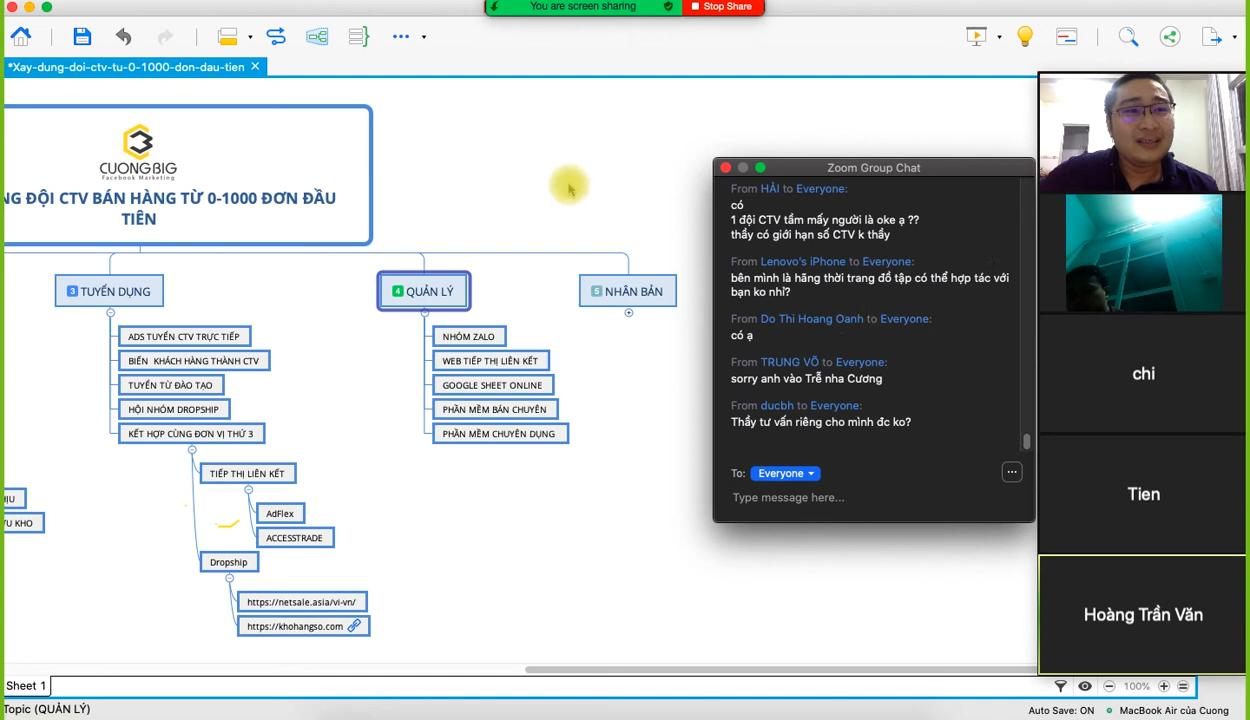 You are screen sharing
Stop Share
*Xay-dung-doi-ctv-tu-0-1000-don-dau-tien
CUONGBIG
Facebook Marketing
NG ĐỘI CTV BÁN HÀNG TỪ 0-1000 ĐƠN ĐẦU
TIÊN
3 TUYỂN DỤNG
ADS TUYỂN CTV TRỰC TIẾP
BIẾN KHÁCH HÀNG THÀNH CTV
TUYỂN TỪ ĐÀO TẠO
HỘI NHÓM DROPSHIP
KẾT HỢP CÙNG ĐƠN VỊ THỨ 3
TIẾP THỊ LIÊN KẾT
AdFlex
ACCESSTRADE
Dropship
https://netsale.asia/vi-vn/
https://khohangso.com
HỊU
ƯU KHO
4 QUẢN LÝ
NHÓM ZALO
WEB TIẾP THỊ LIÊN KẾT
GOOGLE SHEET ONLINE
PHẦN MỀM BÁN CHUYÊN
PHẦN MỀM CHUYÊN DỤNG
5 NHÂN BẢN
Zoom Group Chat
From HẢI to Everyone:
có
1 đội CTV tầm mấy người là oke ạ ??
thầy có giới hạn số CTV k thầy
From Lenovo's iPhone to Everyone:
bên mình là hãng thời trang đồ tập có thể hợp tác với
bạn ko nhỉ?
From Do Thi Hoang Oanh to Everyone:
có ạ
From TRUNG VÕ to Everyone:
sorry anh vào Trễ nha Cương
From ducbh to Everyone:
Thầy tư vấn riêng cho mình đc ko?
To: Everyone
Type message here...
chi
Tien
Hoàng Trần Văn
Sheet 1
100%
Topic (QUẢN LÝ)
Auto Save: ON
MacBook Air của Cuong